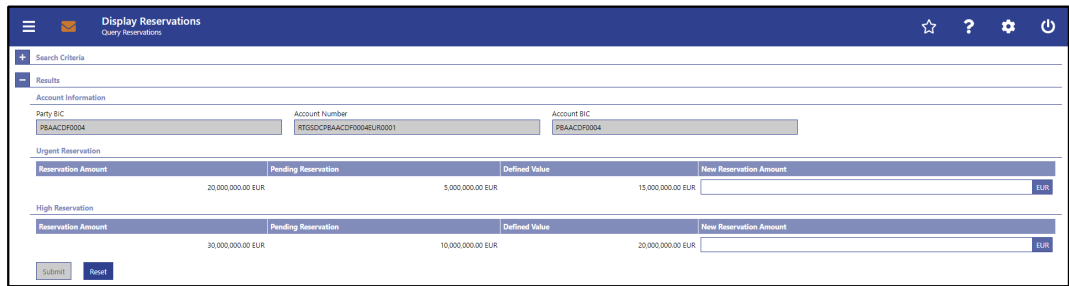 Display Reservations
Query Reservations
?
+ Search Criteria
− Results
Account Information
Party BIC Account Number Account BIC
PBAACDF0004 RTGSDCPBAACDF0004EUR0001 PBAACDF0004
Urgent Reservation
Reservation Amount Pending Reservation Defined Value New Reservation Amount
20,000,000.00 EUR 5,000,000.00 EUR 15,000,000.00 EUR EUR
High Reservation
Reservation Amount Pending Reservation Defined Value New Reservation Amount
30,000,000.00 EUR 10,000,000.00 EUR 20,000,000.00 EUR EUR
Submit Reset